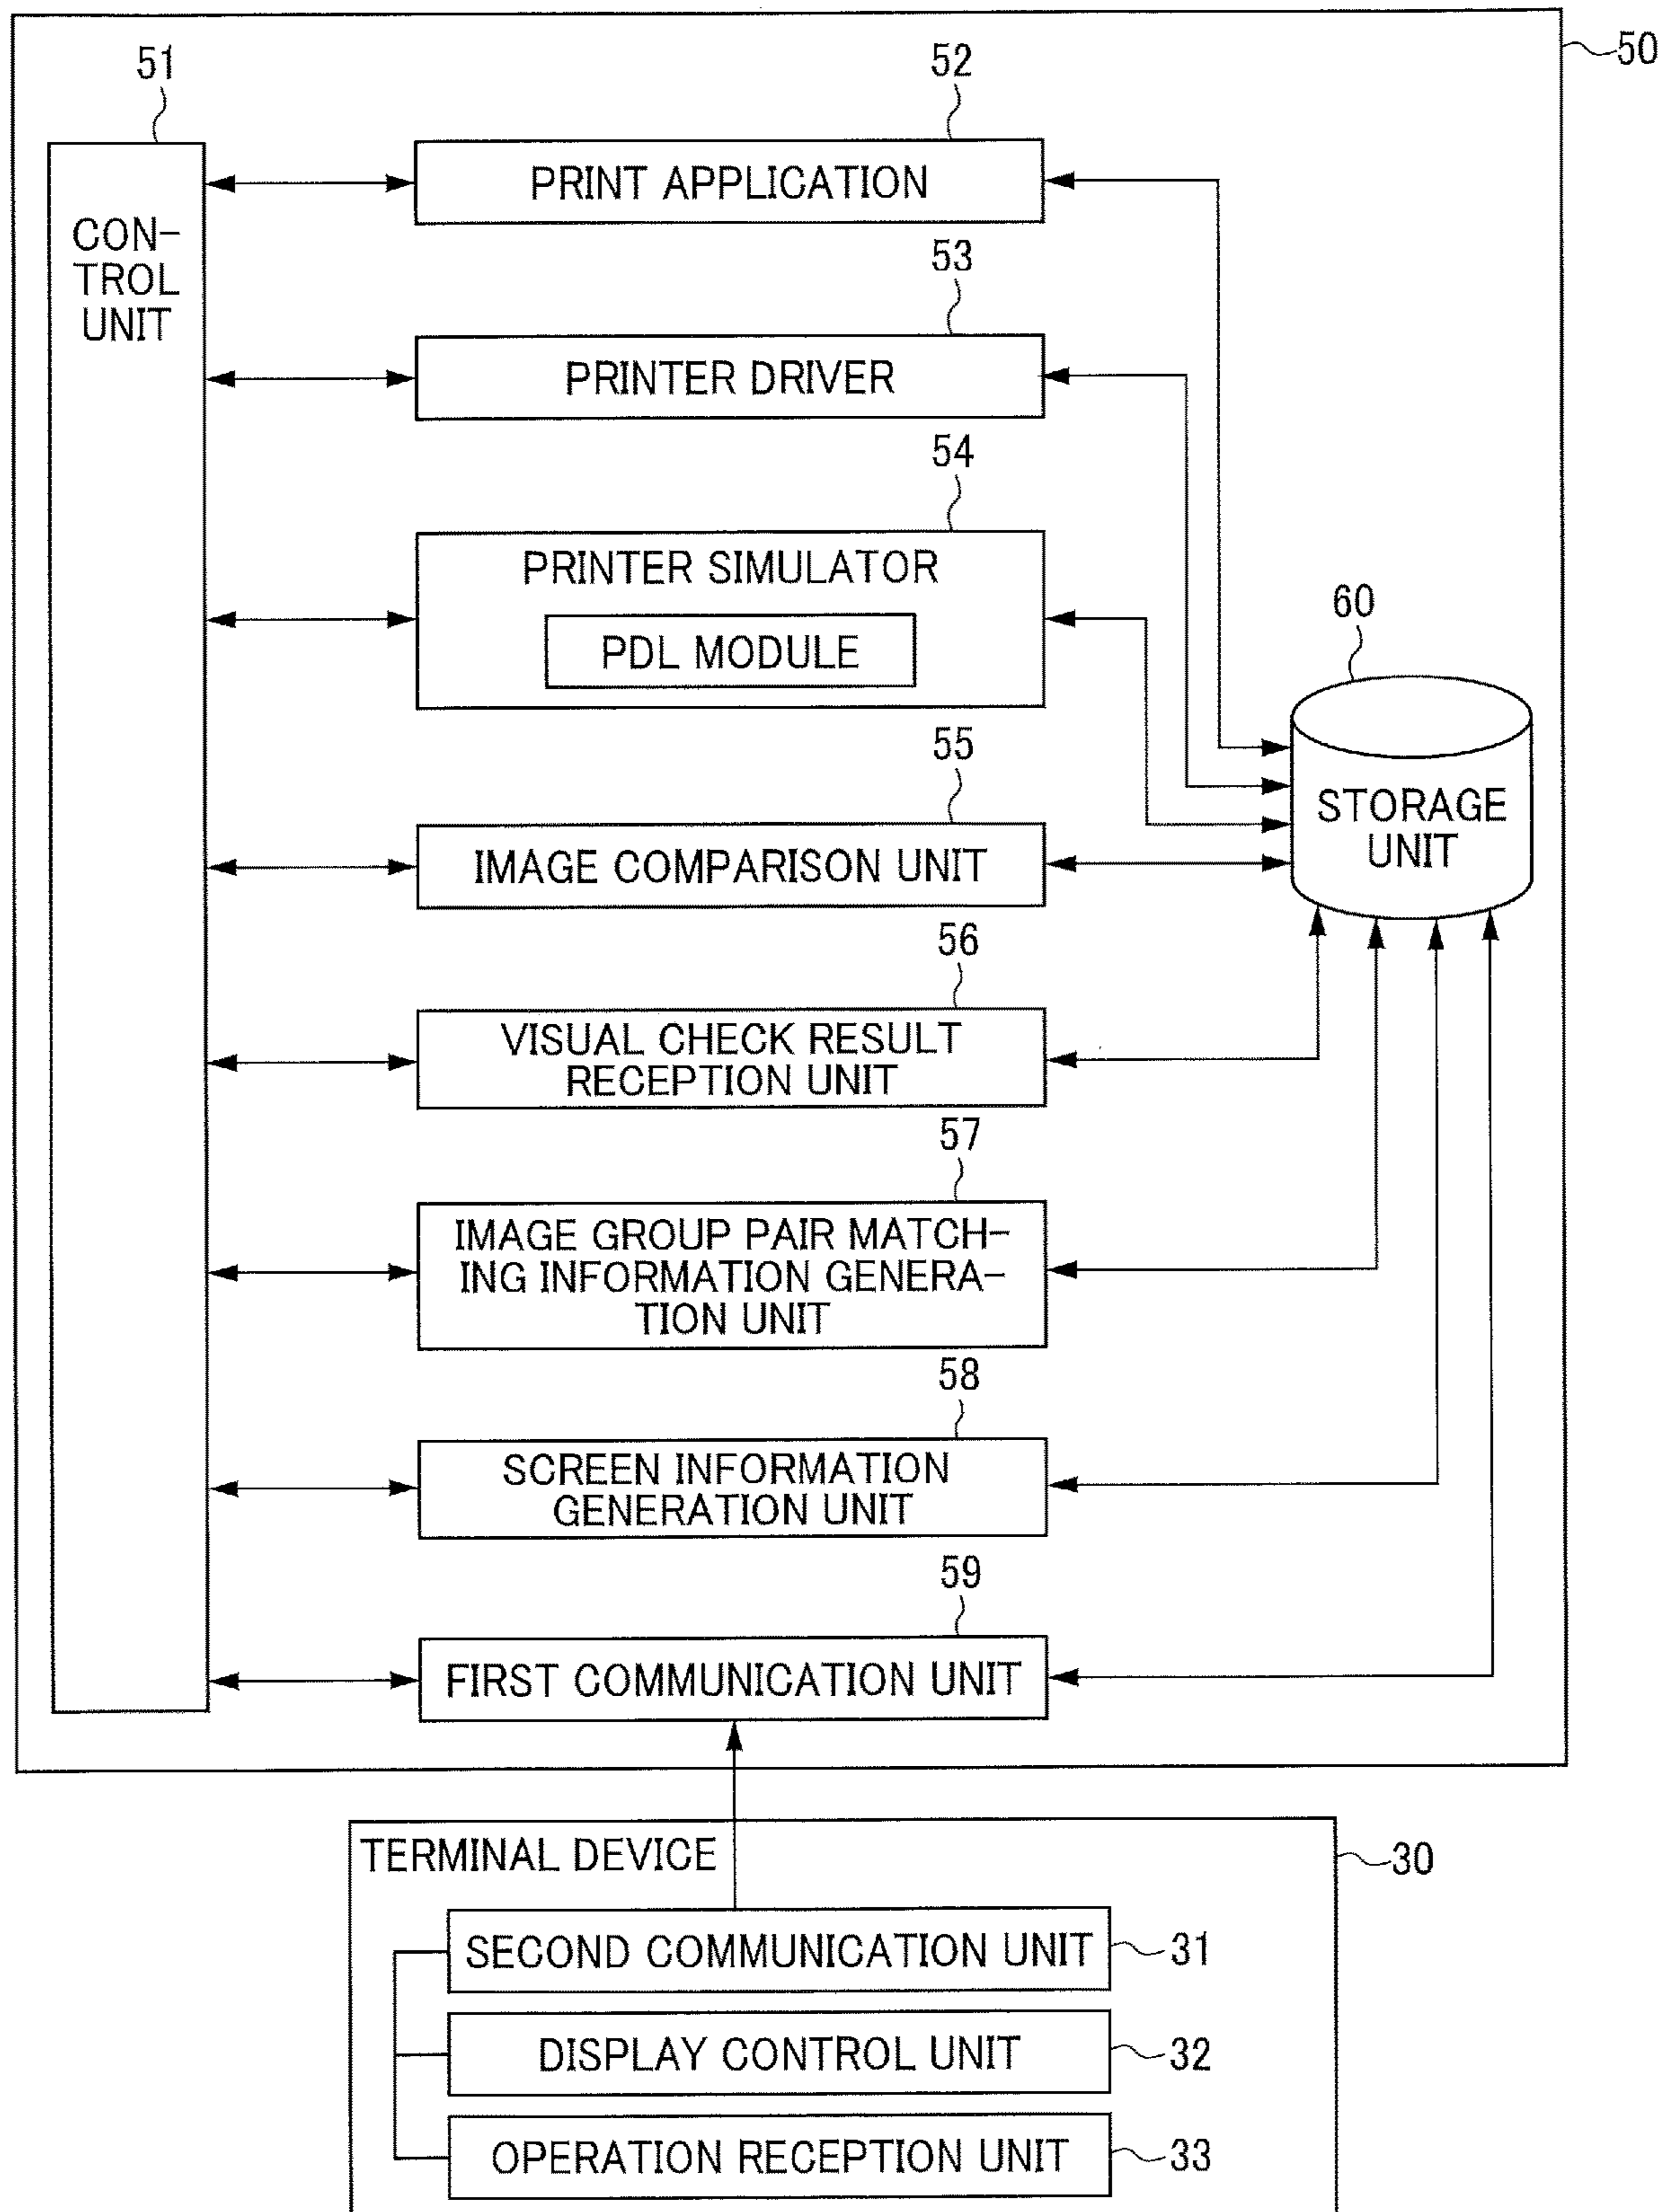 50
51
CON-
TROL
UNIT
52
PRINT APPLICATION
53
PRINTER DRIVER
54
PRINTER SIMULATOR
PDL MODULE
60
STORAGE
UNIT
55
IMAGE COMPARISON UNIT
56
VISUAL CHECK RESULT
RECEPTION UNIT
57
IMAGE GROUP PAIR MATCH-
ING INFORMATION GENERA-
TION UNIT
58
SCREEN INFORMATION
GENERATION UNIT
59
FIRST COMMUNICATION UNIT
TERMINAL DEVICE
30
SECOND COMMUNICATION UNIT
31
DISPLAY CONTROL UNIT
32
OPERATION RECEPTION UNIT
33